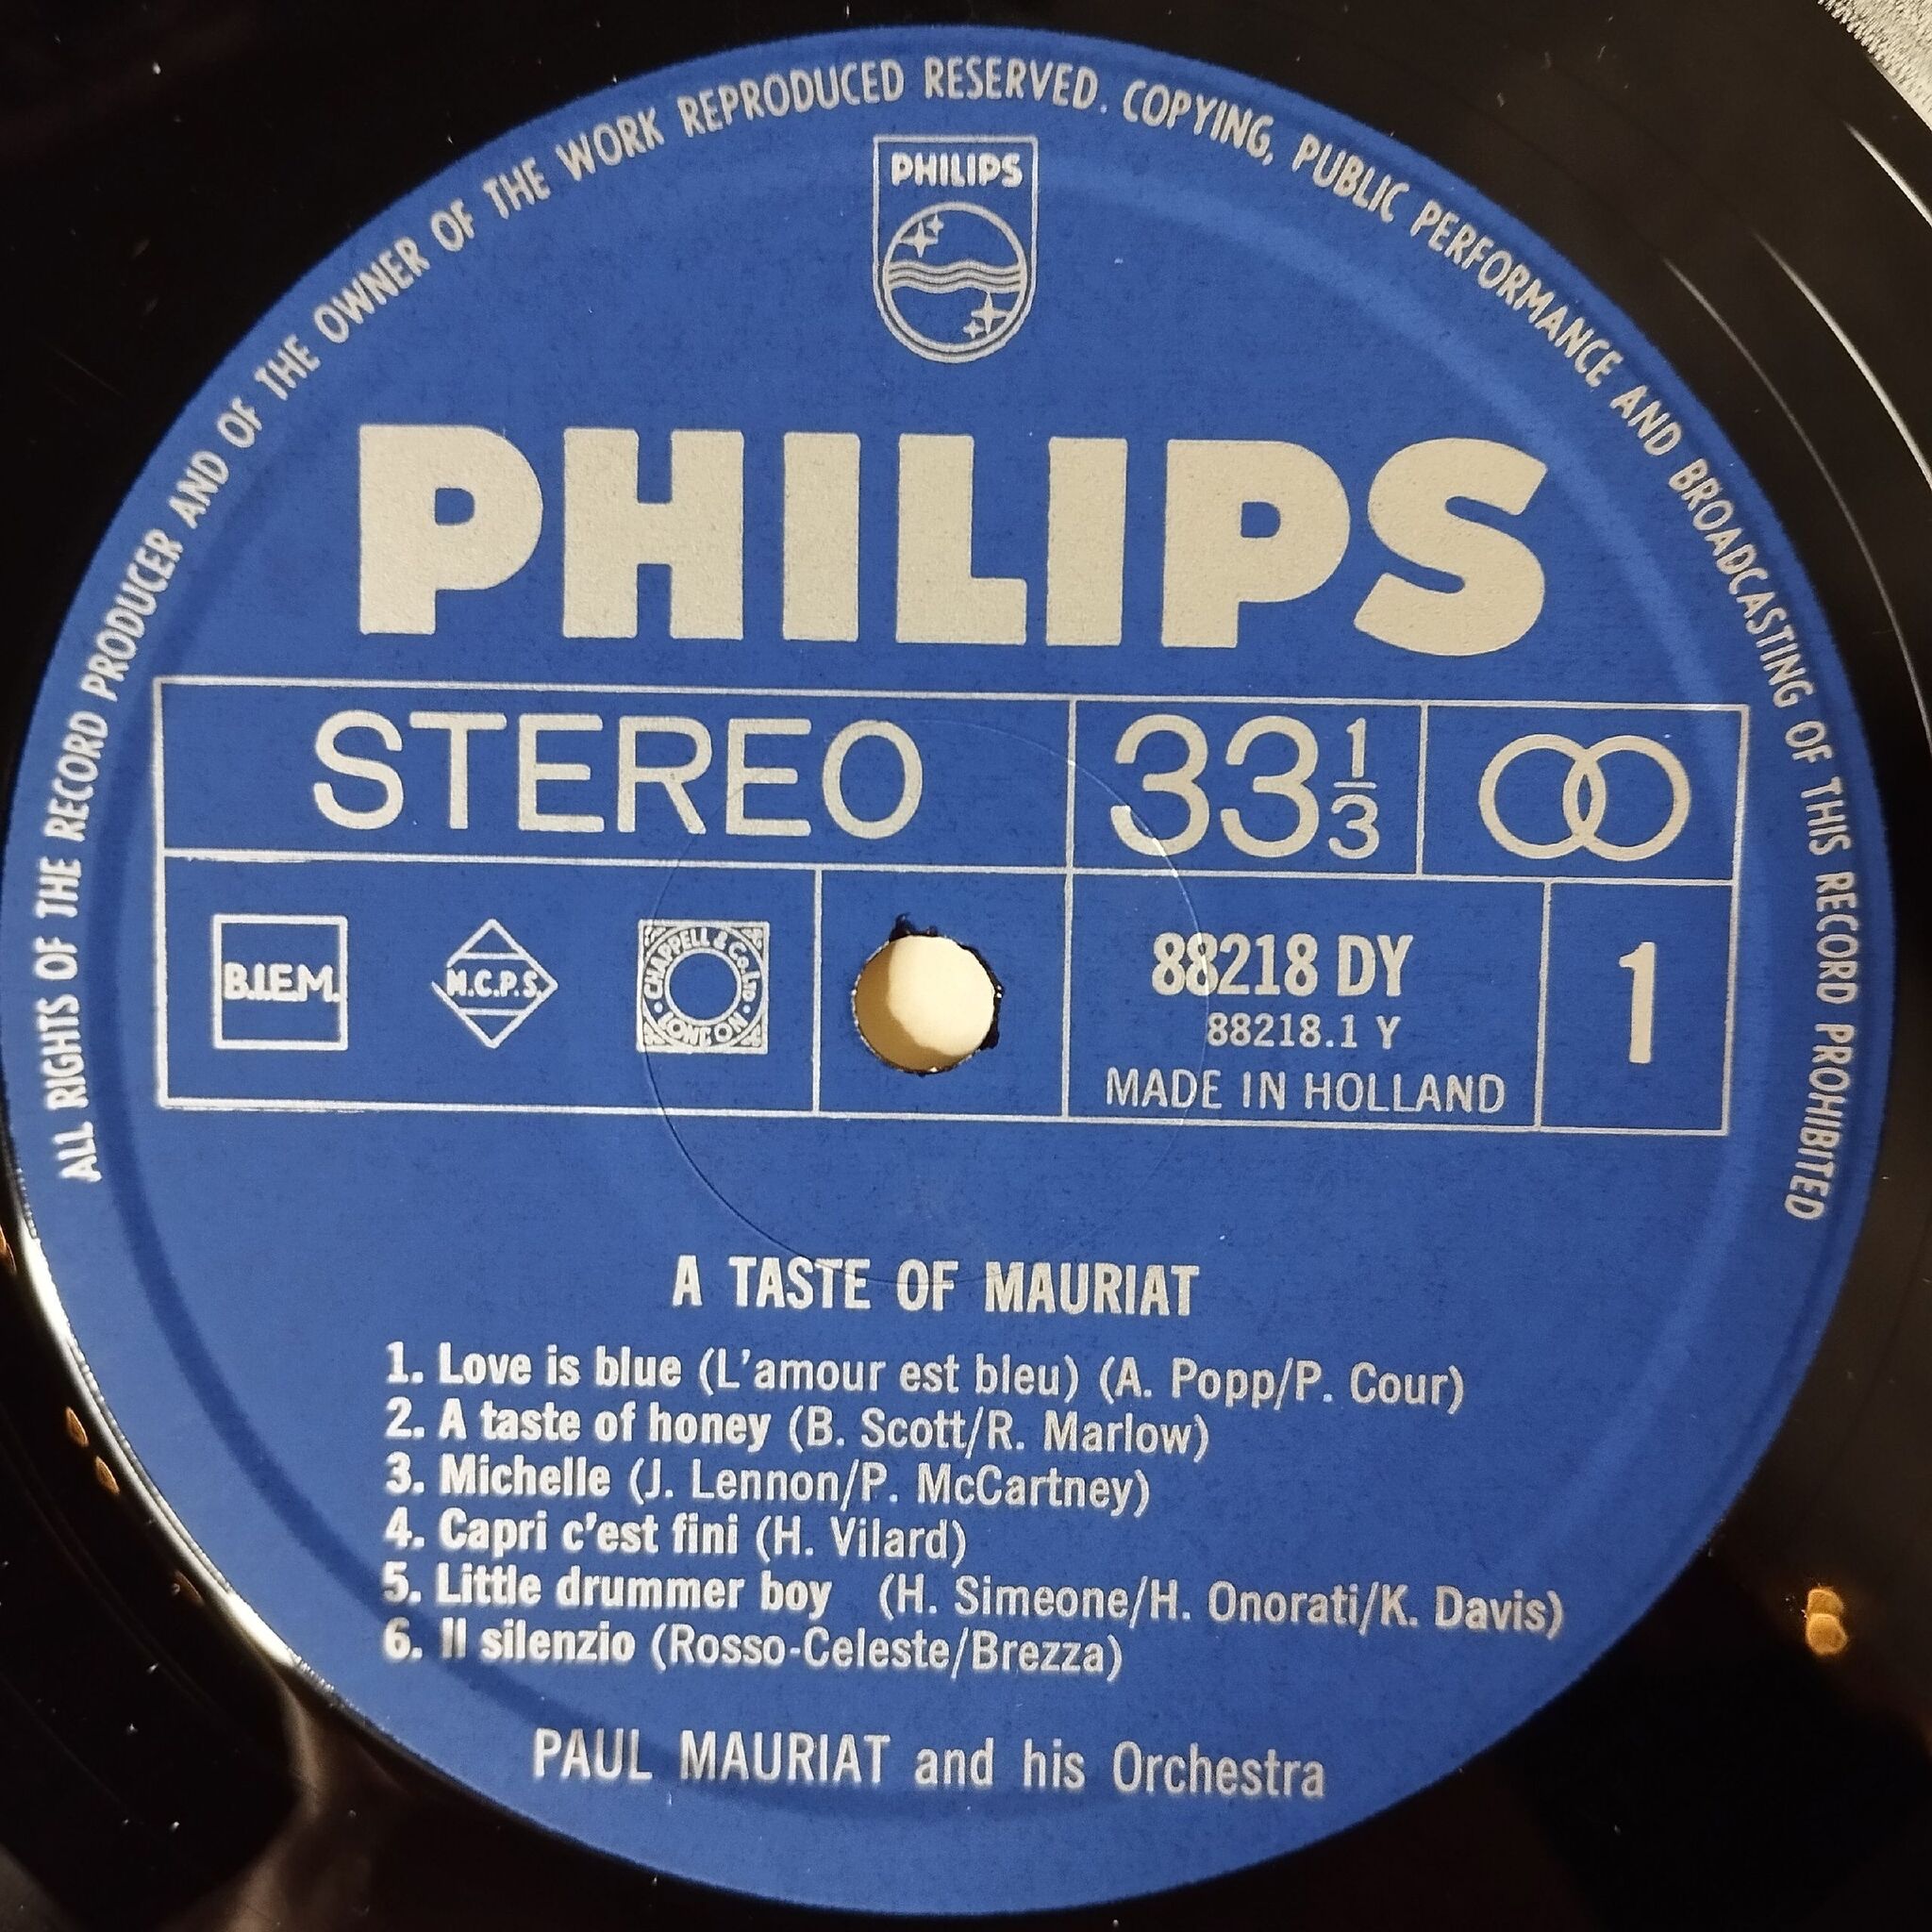 ALL RIGHTS OF THE RECORD PRODUCER AND OF THE OWNER OF THE WORK REPRODUCED RESERVED. COPYING, PUBLIC PERFORMANCE AND BROADCASTING OF THIS RECORD PROHIBITED
PHILIPS
PHILIPS
STEREO 33 1/3
B.I.E.M. M.C.P.S. CHAPPELL & Co. LTD LONDON 88218 DY 1
88218.1 Y
MADE IN HOLLAND
A TASTE OF MAURIAT
1. Love is blue (L'amour est bleu) (A. Popp/P. Cour)
2. A taste of honey (B. Scott/R. Marlow)
3. Michelle (J. Lennon/P. McCartney)
4. Capri c'est fini (H. Vilard)
5. Little drummer boy (H. Simeone/H. Onorati/K. Davis)
6. Il silenzio (Rosso-Celeste/Brezza)
PAUL MAURIAT and his Orchestra